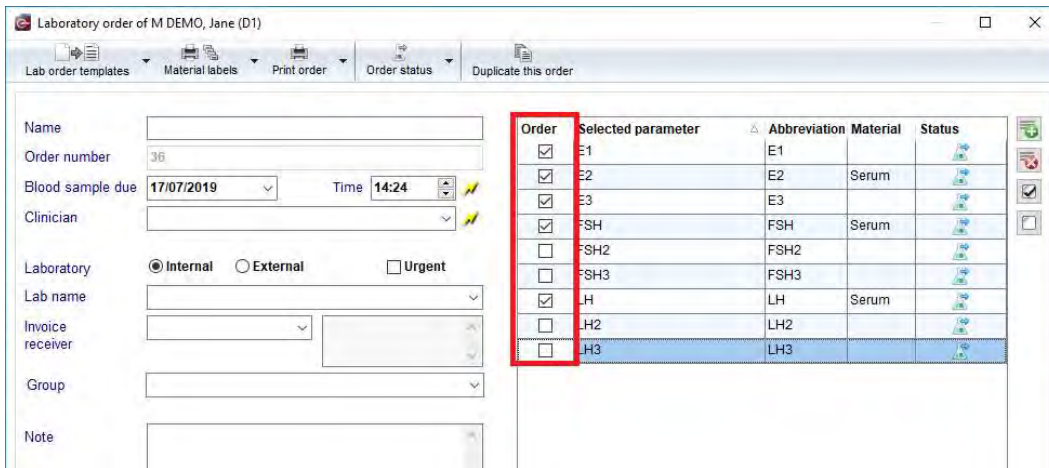 Laboratory order of M DEMO, Jane (D1)
Lab order templates Material labels Print order Order status Duplicate this order
Name
Order number 36
Blood sample due 17/07/2019 Time 14:24
Clinician
Laboratory Internal External Urgent
Lab name
Invoice receiver
Group
Note
Order Selected parameter Abbreviation Material Status
E1 E1
E2 E2 Serum
E3 E3
FSH FSH Serum
FSH2 FSH2
FSH3 FSH3
LH LH Serum
LH2 LH2
LH3 LH3